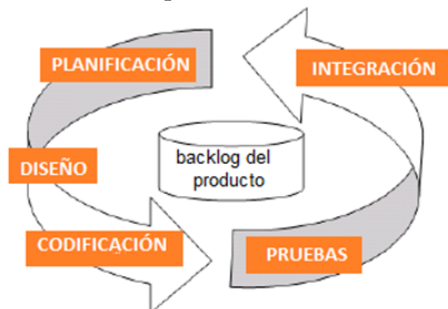 PLANIFICACIÓN
INTEGRACIÓN
backlog del
producto
DISEÑO
CODIFICACIÓN
PRUEBAS